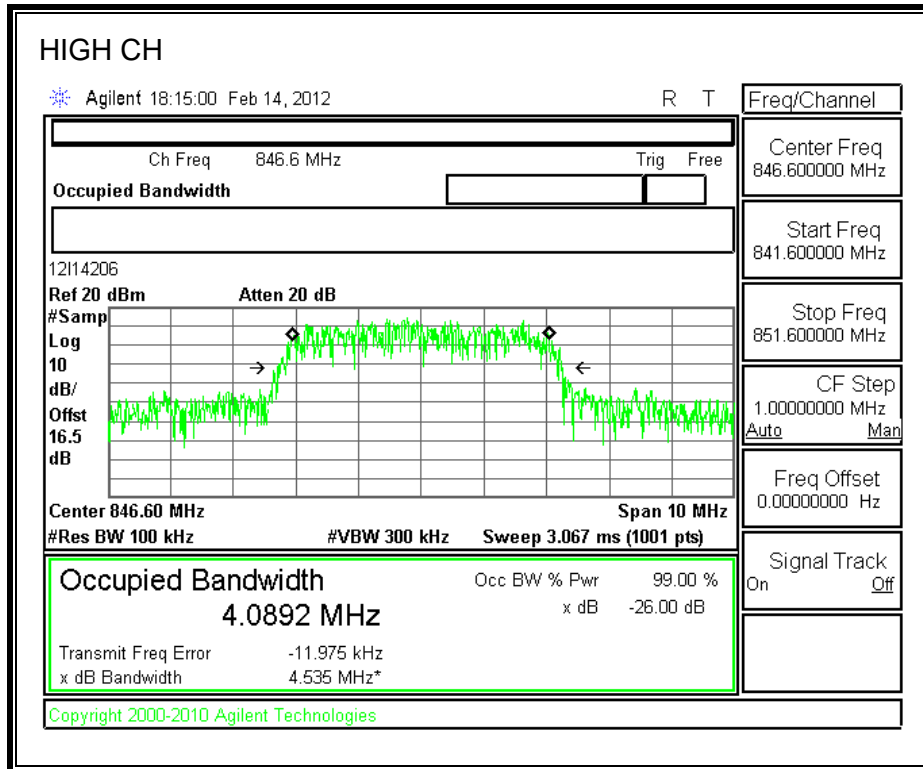 HIGH CH
Agilent 18:15:00 Feb 14, 2012 R T
Freq/Channel
Ch Freq 846.6 MHz Trig Free
Occupied Bandwidth
Center Freq
846.600000 MHz
Start Freq
841.600000 MHz
12I14206
Ref 20 dBm Atten 20 dB
#Samp
Log
10
dB/
Offst
16.5
dB
Stop Freq
851.600000 MHz
CF Step
1.00000000 MHz
Auto Man
Freq Offset
0.00000000 Hz
Center 846.60 MHz Span 10 MHz
#Res BW 100 kHz #VBW 300 kHz Sweep 3.067 ms (1001 pts)
Signal Track
On Off
Occupied Bandwidth Occ BW % Pwr 99.00 %
4.0892 MHz x dB -26.00 dB
Transmit Freq Error -11.975 kHz
x dB Bandwidth 4.535 MHz*
Copyright 2000-2010 Agilent Technologies